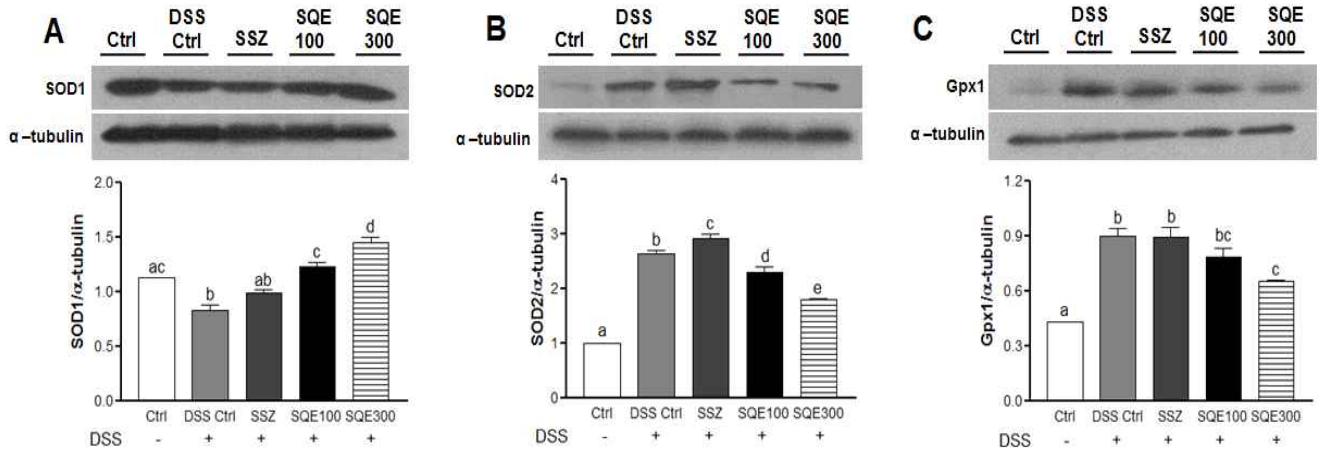 A
Ctrl
DSS
Ctrl
SSZ
SQE
100
SQE
300
SOD1
α –tubulin
SOD1/α-tubulin
2.0
1.5
1.0
0.5
0.0
ac
b
ab
c
d
Ctrl DSS Ctrl SSZ SQE100 SQE300
DSS - + + + +
B
Ctrl
DSS
Ctrl
SSZ
SQE
100
SQE
300
SOD2
α –tubulin
SOD2/α-tubulin
4
3
2
1
0
a
b
c
d
e
Ctrl DSS Ctrl SSZ SQE100 SQE300
DSS - + + + +
C
Ctrl
DSS
Ctrl
SSZ
SQE
100
SQE
300
Gpx1
α –tubulin
Gpx1/α-tubulin
1.2
0.9
0.6
0.3
0.0
a
b
b
bc
c
Ctrl DSS Ctrl SSZ SQE100 SQE300
DSS - + + + +